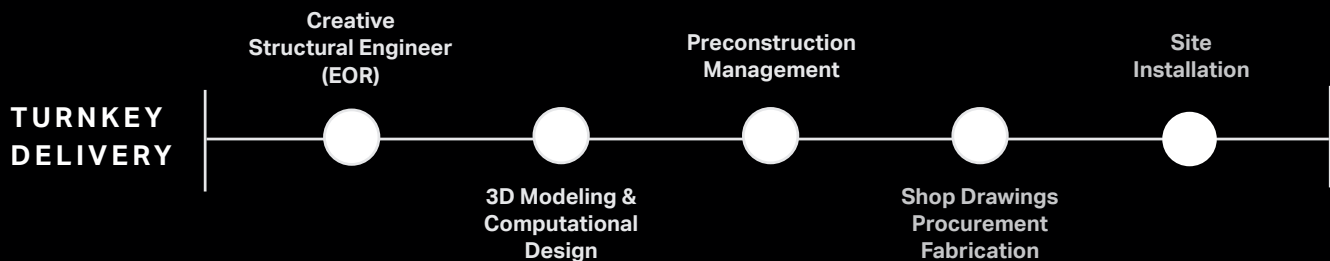 TURNKEY
DELIVERY
Creative
Structural Engineer
(EOR)
3D Modeling &
Computational
Design
Preconstruction
Management
Shop Drawings
Procurement
Fabrication
Site
Installation